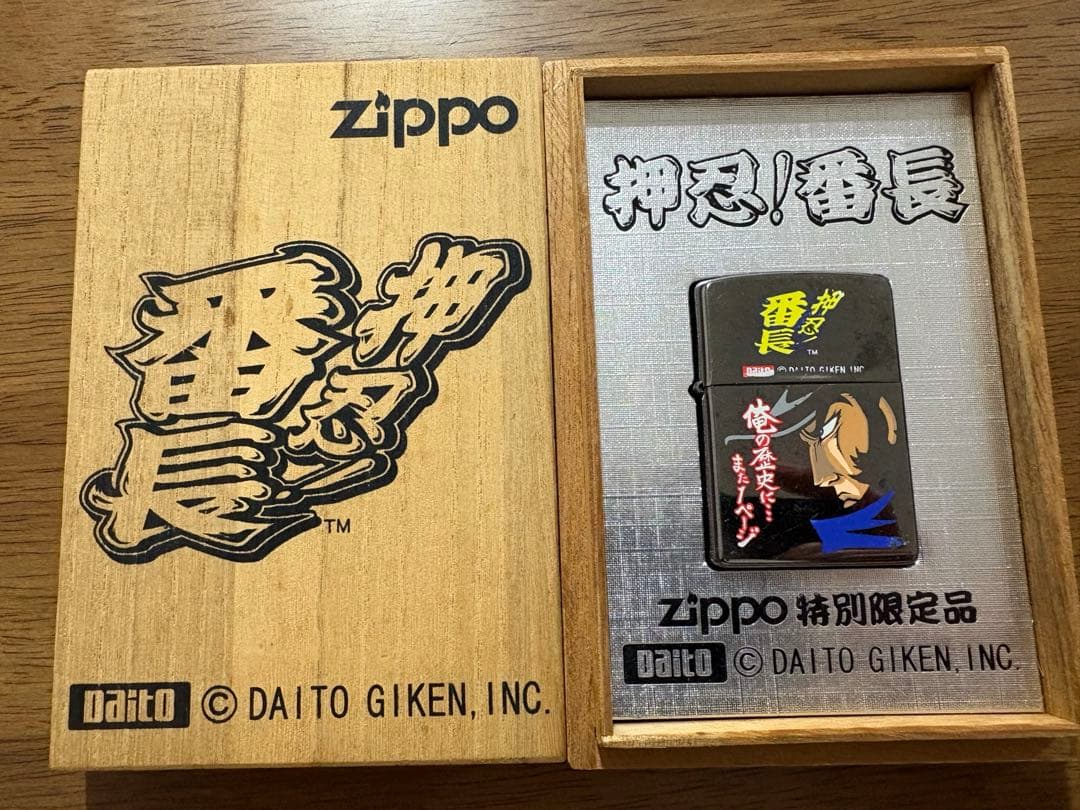 zippo
押忍!
番長
TM
Daito © DAITO GIKEN, INC.
押忍!番長
押忍!
番長
TM
Daito © DAITO GIKEN, INC.
俺の歴史に…
また1ページ
zippo 特別限定品
Daito © DAITO GIKEN, INC.